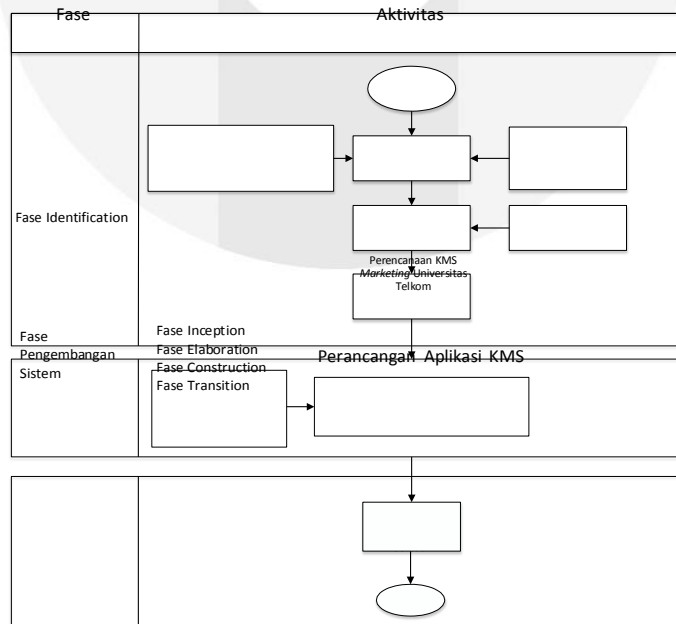 Fase
Aktivitas
Fase Identification
Perencanaan KMS
Marketing Universitas
Telkom
Fase
Pengembangan
Sistem
Fase Inception
Fase Elaboration
Fase Construction
Fase Transition
Perancangan Aplikasi KMS